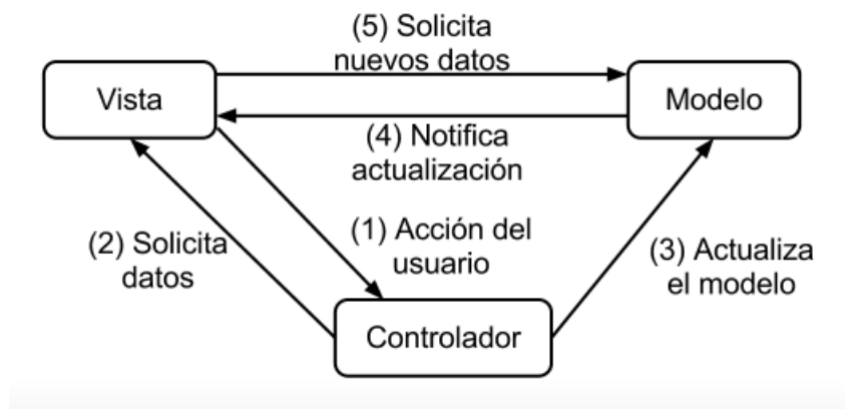 (5) Solicita
nuevos datos
Vista
Modelo
(4) Notifica
actualización
(2) Solicita
datos
(1) Acción del
usuario
(3) Actualiza
el modelo
Controlador